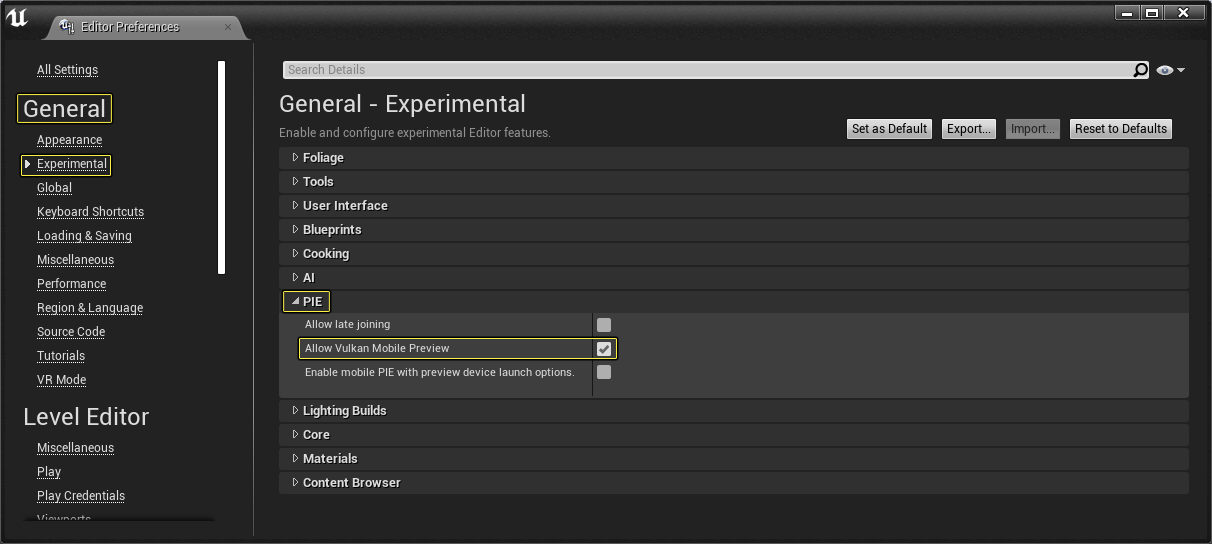 Editor Preferences
All Settings
General
Appearance
Experimental
Global
Keyboard Shortcuts
Loading & Saving
Miscellaneous
Performance
Region & Language
Source Code
Tutorials
VR Mode
Level Editor
Miscellaneous
Play
Play Credentials
Viewports
Search Details
General - Experimental
Enable and configure experimental Editor features.
Set as Default
Export...
Import...
Reset to Defaults
Foliage
Tools
User Interface
Blueprints
Cooking
AI
PIE
Allow late joining
Allow Vulkan Mobile Preview
Enable mobile PIE with preview device launch options.
Lighting Builds
Core
Materials
Content Browser